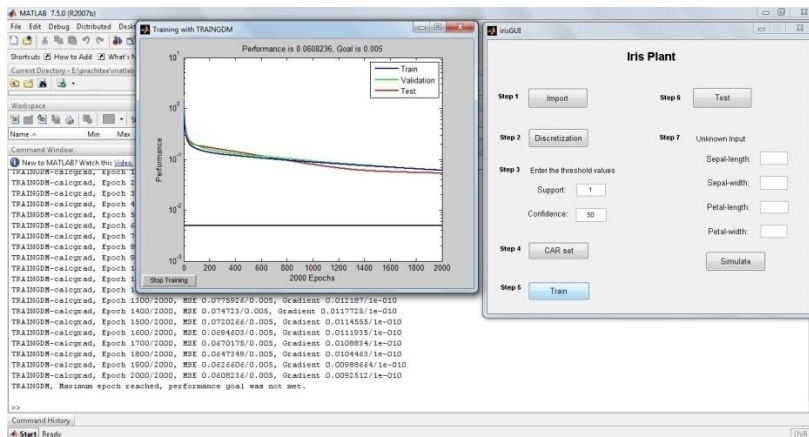 MATLAB 7.5.0 (R2007b)
File Edit Debug Distributed Desk
Shortcuts How to Add What's N
Current Directory - E:\prachitee\matlab
Workspace
Name Min Max
Command Window
New to MATLAB? Watch this Video,
TRAINGDM-calcgrad, Epoch 1
TRAINGDM-calcgrad, Epoch 2
TRAINGDM-calcgrad, Epoch 3
TRAINGDM-calcgrad, Epoch 4
TRAINGDM-calcgrad, Epoch 5
TRAINGDM-calcgrad, Epoch 6
TRAINGDM-calcgrad, Epoch 7
TRAINGDM-calcgrad, Epoch 8
TRAINGDM-calcgrad, Epoch 9
TRAINGDM-calcgrad, Epoch 1
TRAINGDM-calcgrad, Epoch 1
TRAINGDM-calcgrad, Epoch 1
TRAINGDM-calcgrad, Epoch 1300/2000, MSE 0.0775926/0.005, Gradient 0.012187/1e-010
TRAINGDM-calcgrad, Epoch 1400/2000, MSE 0.074723/0.005, Gradient 0.0117725/1e-010
TRAINGDM-calcgrad, Epoch 1500/2000, MSE 0.0720266/0.005, Gradient 0.0114555/1e-010
TRAINGDM-calcgrad, Epoch 1600/2000, MSE 0.0694603/0.005, Gradient 0.0111935/1e-010
TRAINGDM-calcgrad, Epoch 1700/2000, MSE 0.0670175/0.005, Gradient 0.0108834/1e-010
TRAINGDM-calcgrad, Epoch 1800/2000, MSE 0.0647349/0.005, Gradient 0.0104463/1e-010
TRAINGDM-calcgrad, Epoch 1900/2000, MSE 0.0626606/0.005, Gradient 0.00988664/1e-010
TRAINGDM-calcgrad, Epoch 2000/2000, MSE 0.0608236/0.005, Gradient 0.0092512/1e-010
TRAINGDM, Maximum epoch reached, performance goal was not met.
>>
Command History
Start Ready
OVR
Training with TRAINGDM
Performance is 0.0608236, Goal is 0.005
Train
Validation
Test
Performance
10^1
10^0
10^-1
10^-2
10^-3
0 200 400 600 800 1000 1200 1400 1600 1800 2000
2000 Epochs
Stop Training
irisGUI
Iris Plant
Step 1 Import
Step 2 Discretization
Step 3 Enter the threshold values
Support: 1
Confidence: 50
Step 4 CAR set
Step 5 Train
Step 6 Test
Step 7 Unknown Input
Sepal-length:
Sepal-width:
Petal-length:
Petal-width:
Simulate